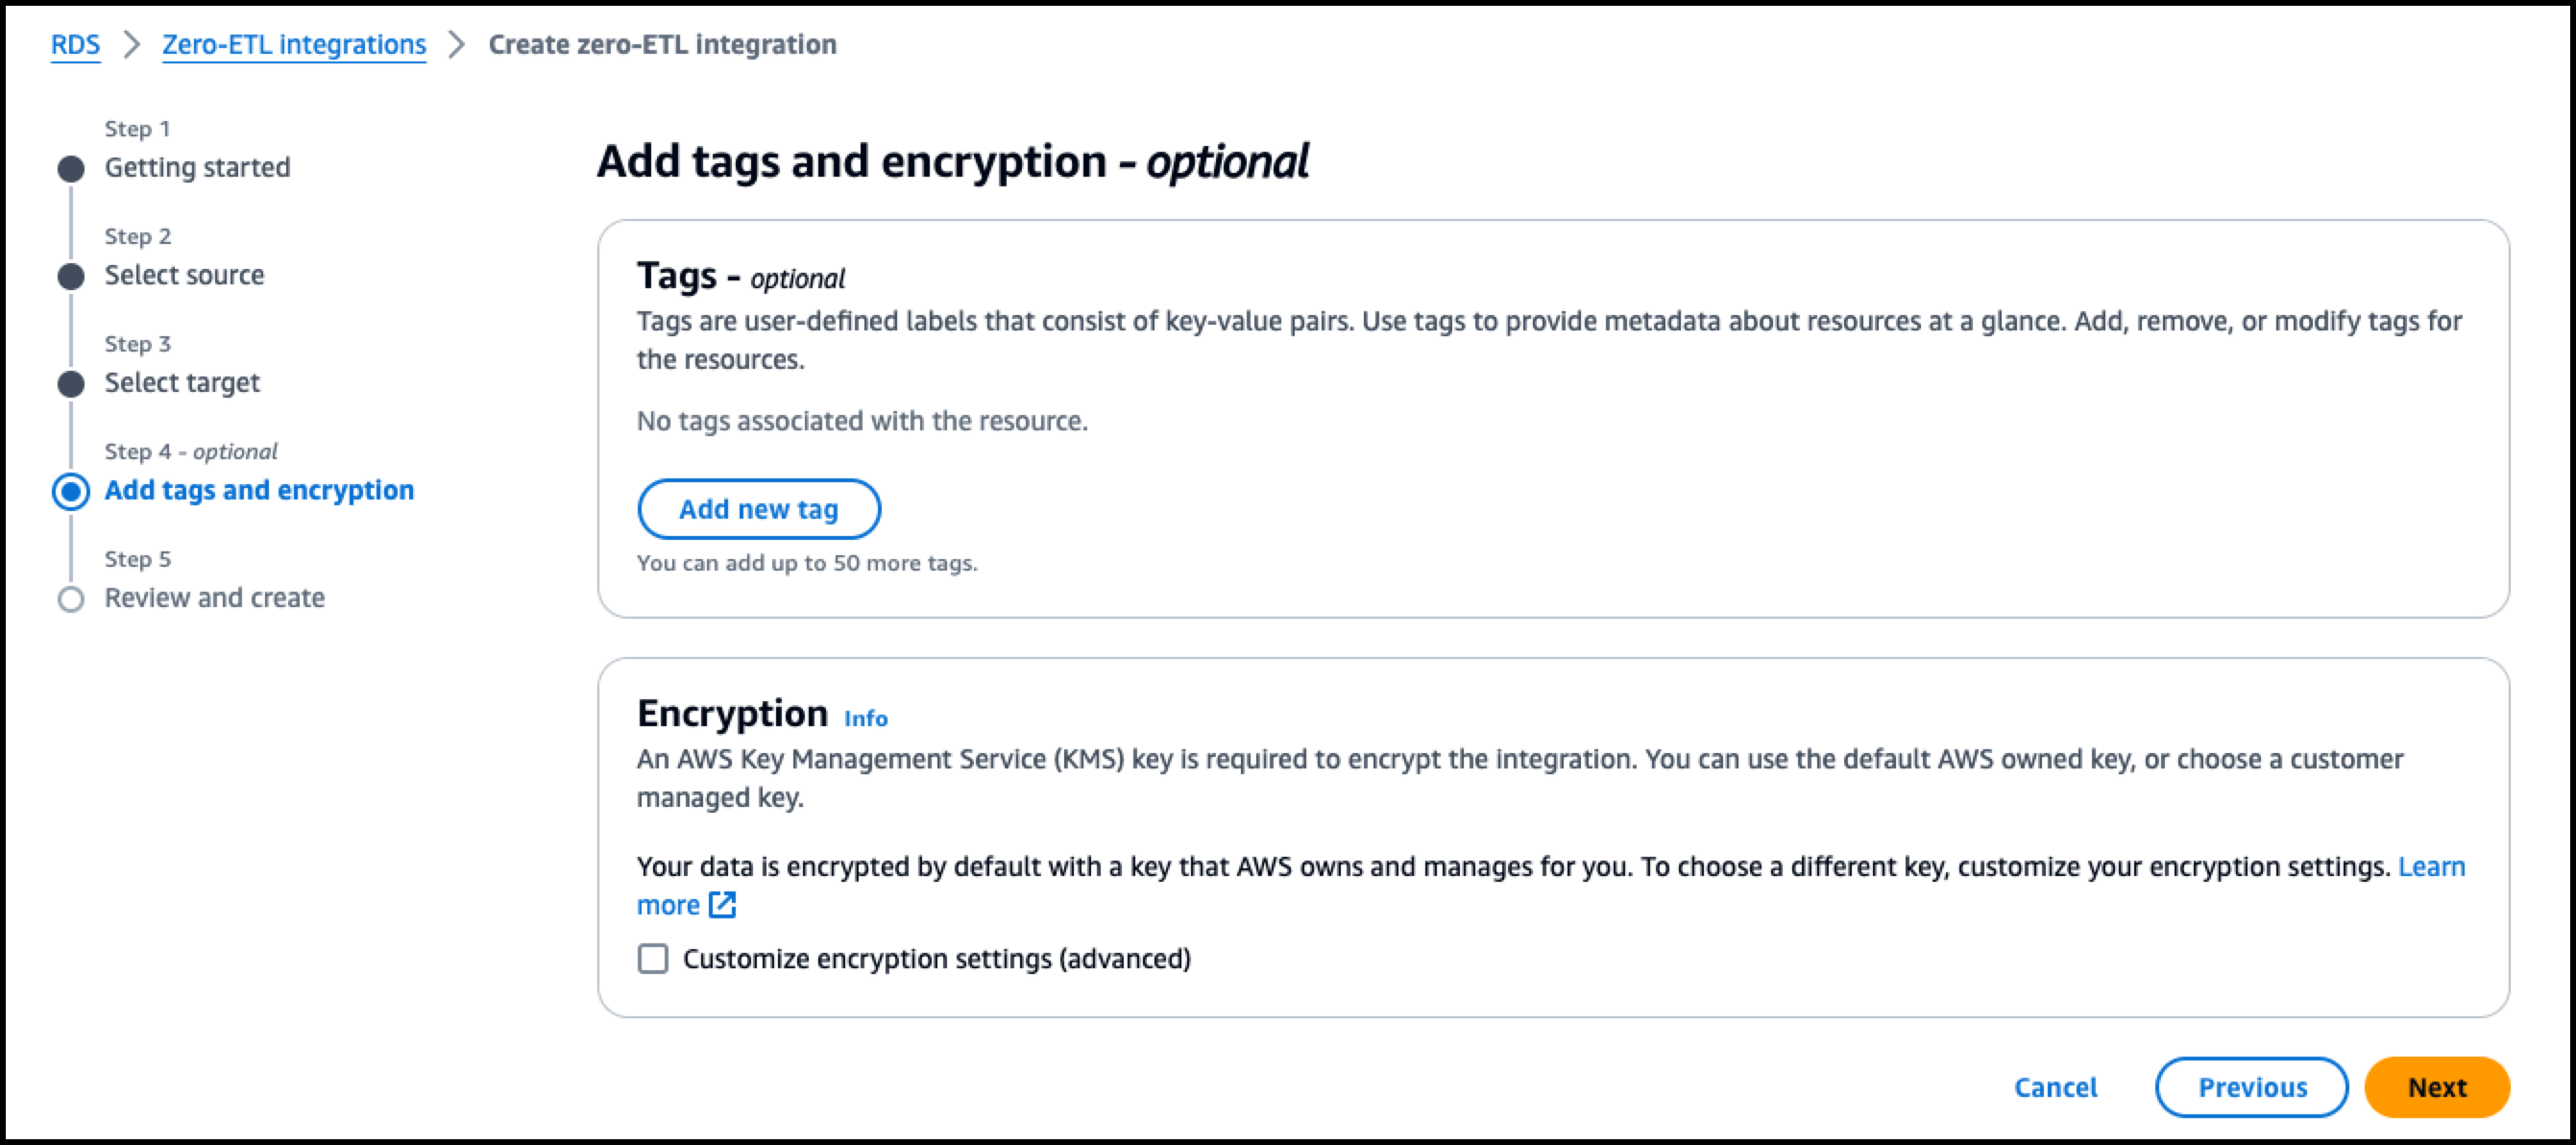 RDS > Zero-ETL integrations > Create zero-ETL integration
Step 1
Getting started
Step 2
Select source
Step 3
Select target
Step 4 - optional
Add tags and encryption
Step 5
Review and create
Add tags and encryption - optional
Tags - optional
Tags are user-defined labels that consist of key-value pairs. Use tags to provide metadata about resources at a glance. Add, remove, or modify tags for
the resources.
No tags associated with the resource.
Add new tag
You can add up to 50 more tags.
Encryption Info
An AWS Key Management Service (KMS) key is required to encrypt the integration. You can use the default AWS owned key, or choose a customer
managed key.
Your data is encrypted by default with a key that AWS owns and manages for you. To choose a different key, customize your encryption settings. Learn
more
Customize encryption settings (advanced)
Cancel
Previous
Next